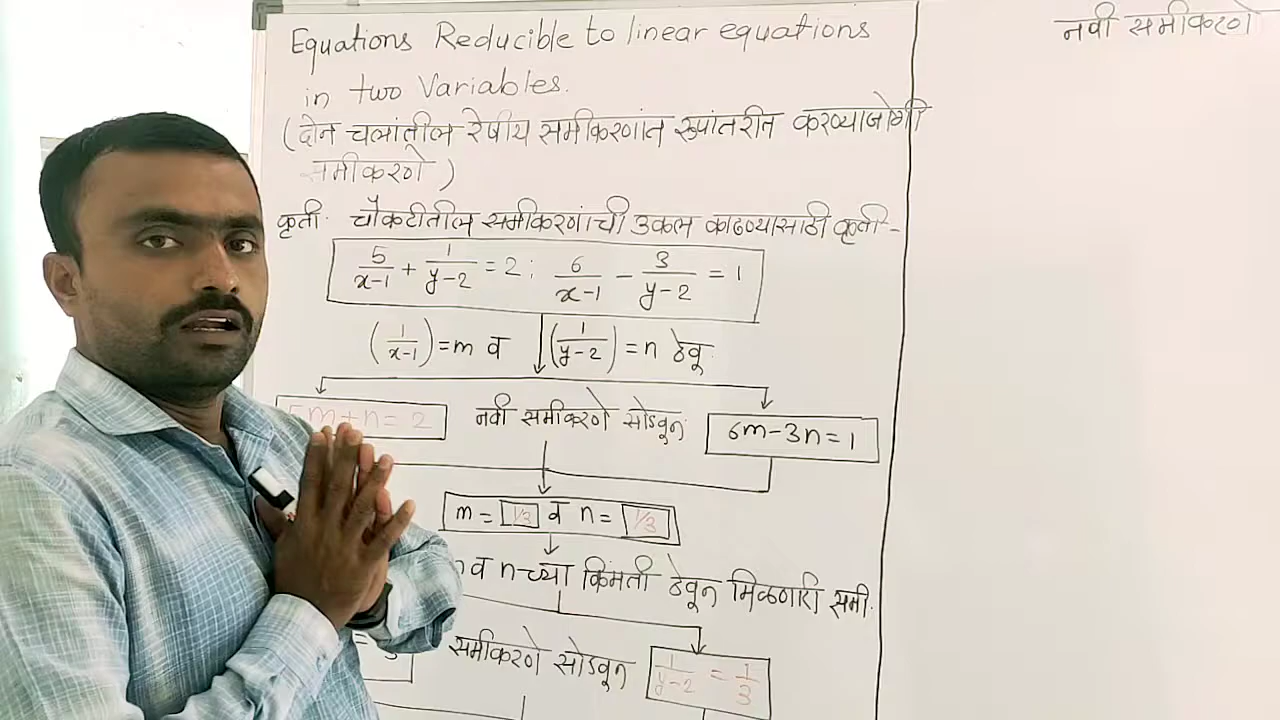 Equations Reducible to linear equations
in two Variables.
(दोन चलांतील रेषीय समीकरणात रूपांतरीत करण्याजोगी
समीकरणे)
कृती. चौकटीतील समीकरणांची उकल काढण्यासाठी कृती-
5/(x-1) + 1/(y-2) = 2 ; 6/(x-1) - 3/(y-2) = 1
(1/(x-1)) = m व (1/(y-2)) = n ठेवू.
5m+n=2 नवी समीकरणे सोडवून 6m-3n=1
m = 1/3 व n = 1/3
व n-च्या किंमती ठेवून मिळणारी समी.
समीकरणे सोडवून 1/(y-2) = 1/3
नवी समीकरणे